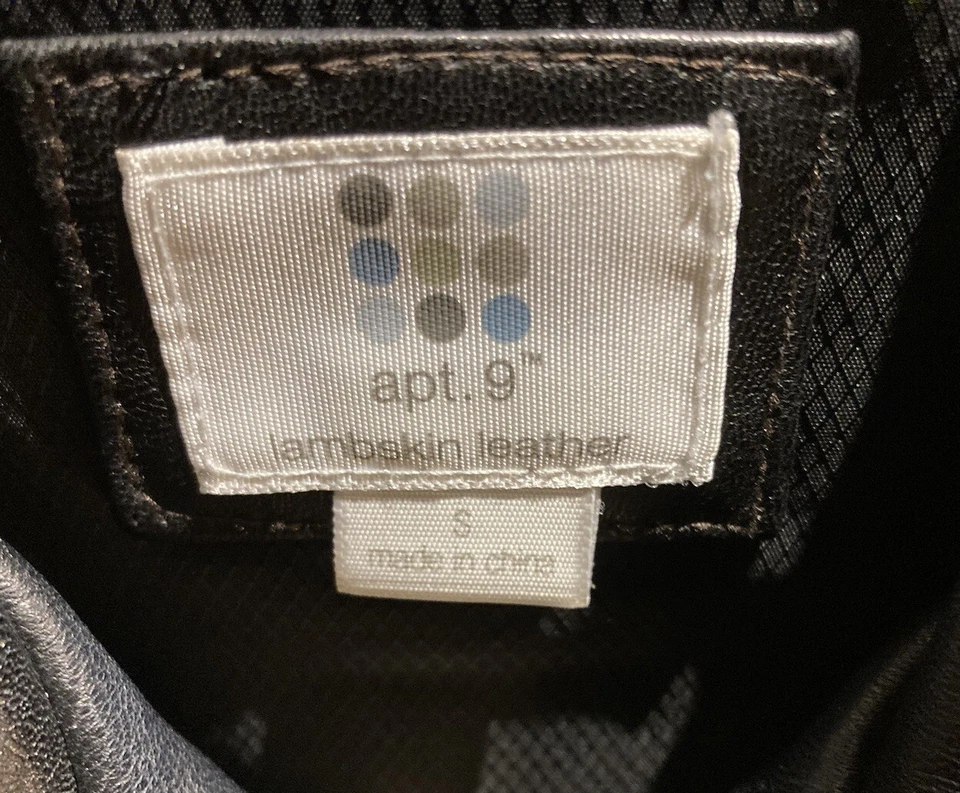 apt. 9™
lambskin leather
S
made in china